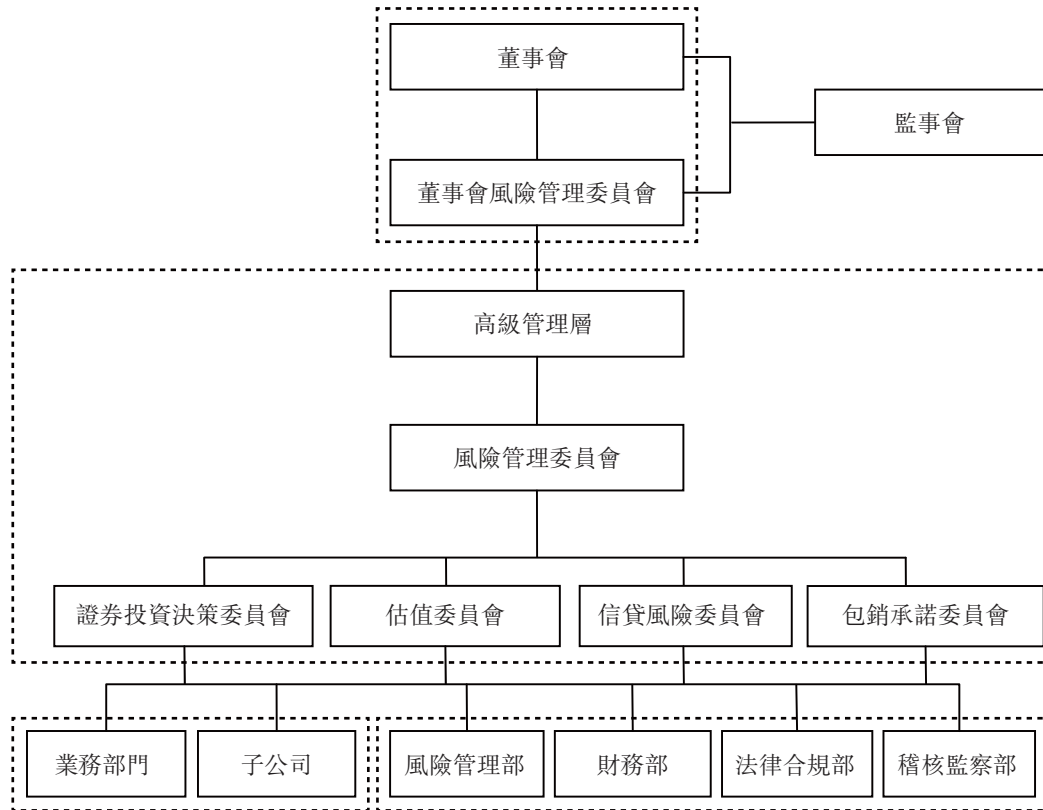 董事會
監事會
董事會風險管理委員會
高級管理層
風險管理委員會
證券投資決策委員會
估值委員會
信貸風險委員會
包銷承諾委員會
業務部門
子公司
風險管理部
財務部
法律合規部
稽核監察部